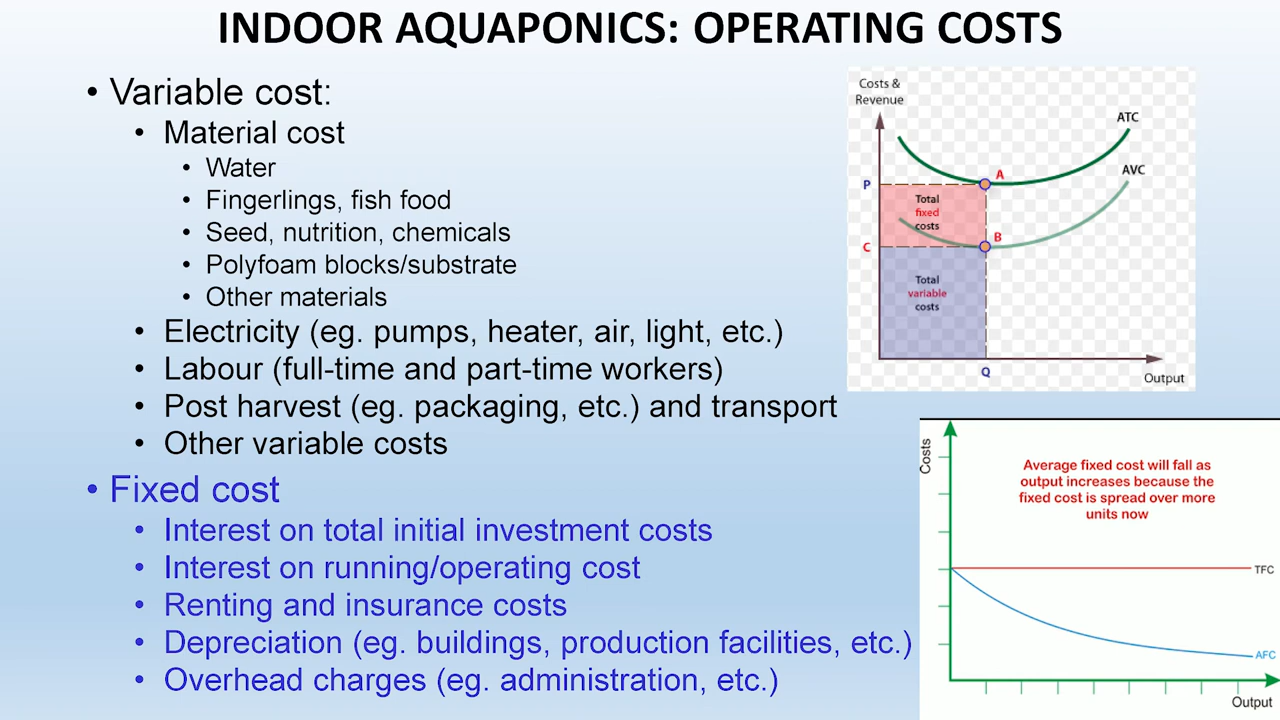 INDOOR AQUAPONICS: OPERATING COSTS
• Variable cost:
• Material cost
• Water
• Fingerlings, fish food
• Seed, nutrition, chemicals
• Polyfoam blocks/substrate
• Other materials
• Electricity (eg. pumps, heater, air, light, etc.)
• Labour (full-time and part-time workers)
• Post harvest (eg. packaging, etc.) and transport
• Other variable costs
• Fixed cost
• Interest on total initial investment costs
• Interest on running/operating cost
• Renting and insurance costs
• Depreciation (eg. buildings, production facilities, etc.)
• Overhead charges (eg. administration, etc.)
Costs &
Revenue
ATC
AVC
P
A
Total
fixed
costs
C
B
Total
variable
costs
Q
Output
Costs
Average fixed cost will fall as
output increases because the
fixed cost is spread over more
units now
TFC
AFC
Output